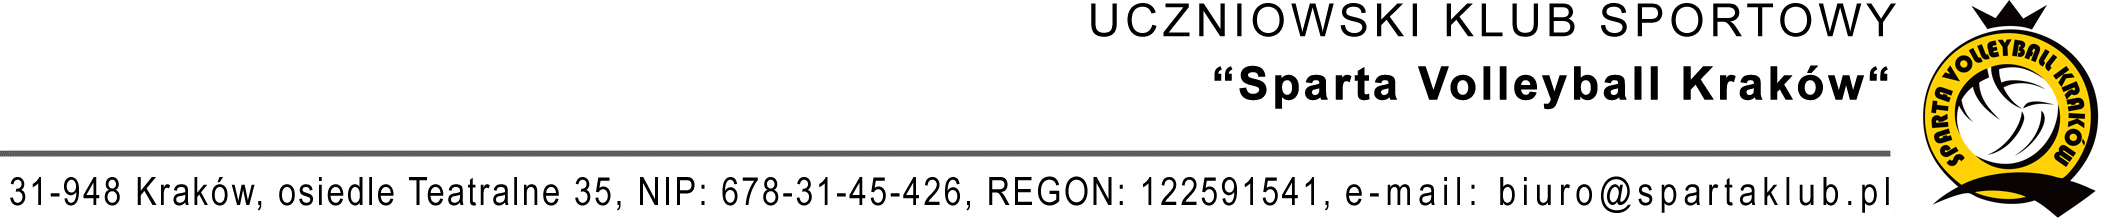 UCZNIOWSKI KLUB SPORTOWY
“Sparta Volleyball Kraków“
SPARTA VOLLEYBALL KRAKÓW
31-948 Kraków, osiedle Teatralne 35, NIP: 678-31-45-426, REGON: 122591541, e-mail: biuro@spartaklub.pl